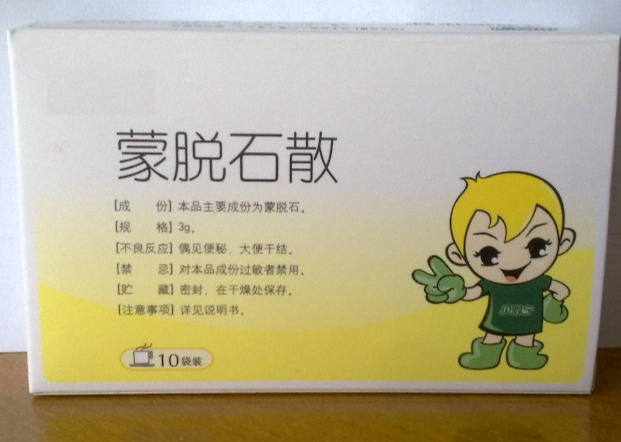 蒙脱石散
[成 份] 本品主要成份为蒙脱石。
[规 格] 3g。
[不良反应] 偶见便秘、大便干结。
[禁 忌] 对本品成份过敏者禁用。
[贮 藏] 密封，在干燥处保存。
[注意事项] 详见说明书。
10袋装